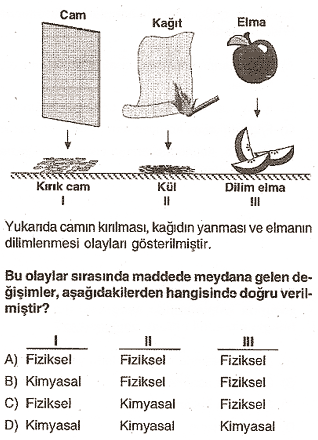 Cam Kağıt Elma
Kırık cam Kül Dilim elma
I II III
Yukarıda camın kırılması, kağıdın yanması ve elmanın
dilimlenmesi olayları gösterilmiştir.
Bu olaylar sırasında maddede meydana gelen de-
ğişimler, aşağıdakilerden hangisinde doğru veril-
miştir?
I II III
A) Fiziksel Fiziksel Fiziksel
B) Kimyasal Fiziksel Fiziksel
C) Fiziksel Kimyasal Fiziksel
D) Kimyasal Kimyasal Kimyasal